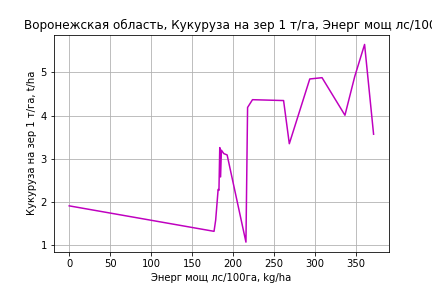 Воронежская область, Кукуруза на зер 1 т/га, Энерг мощ лс/100
5
4
3
2
1
Кукуруза на зер 1 т/га, t/ha
0 50 100 150 200 250 300 350
Энерг мощ лс/100га, kg/ha